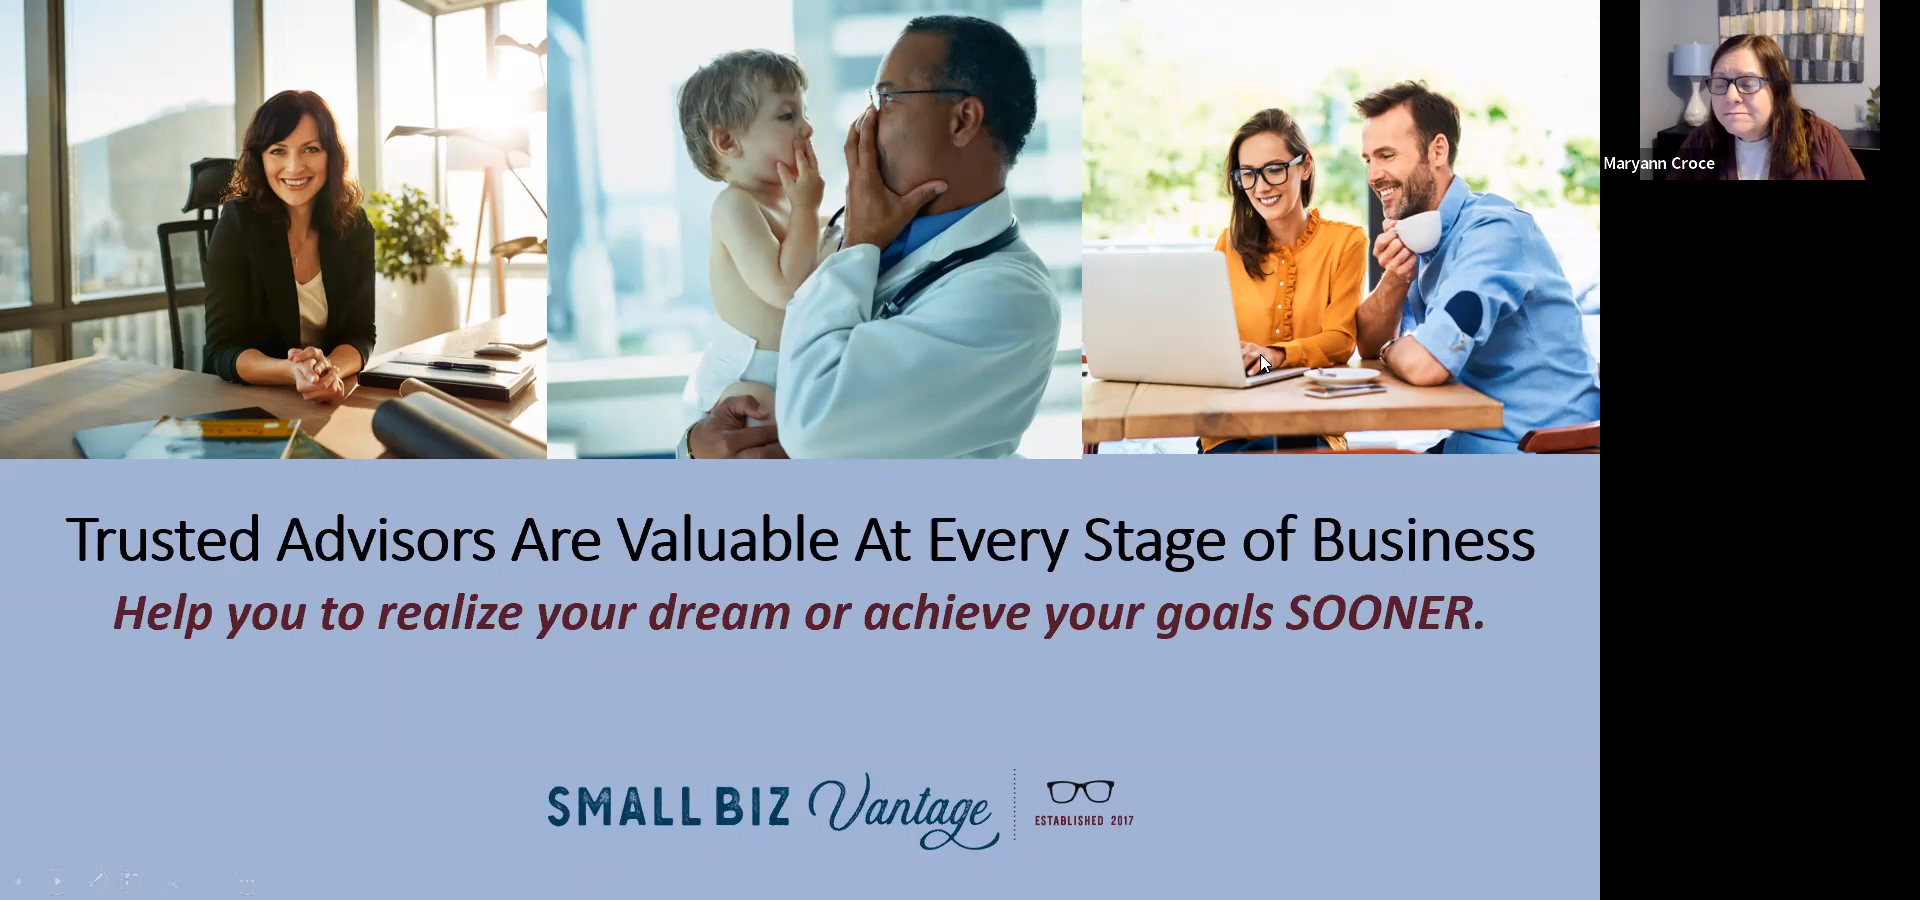 Maryann Croce
Trusted Advisors Are Valuable At Every Stage of Business
Help you to realize your dream or achieve your goals SOONER.
SMALL BIZ Vantage
ESTABLISHED 2017